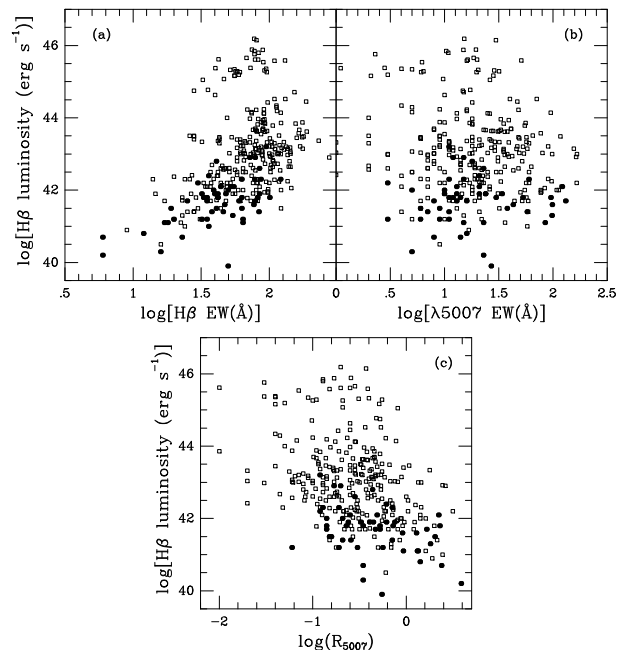 (a)
(b)
log[Hβ luminosity (erg s⁻¹)]
46
44
42
40
.5 1 1.5 2 0 .5 1 1.5 2 2.5
log[Hβ EW(Å)]
log[λ5007 EW(Å)]
(c)
log[Hβ luminosity (erg s⁻¹)]
46
44
42
40
−2 −1 0
log(R₅₀₀₇)